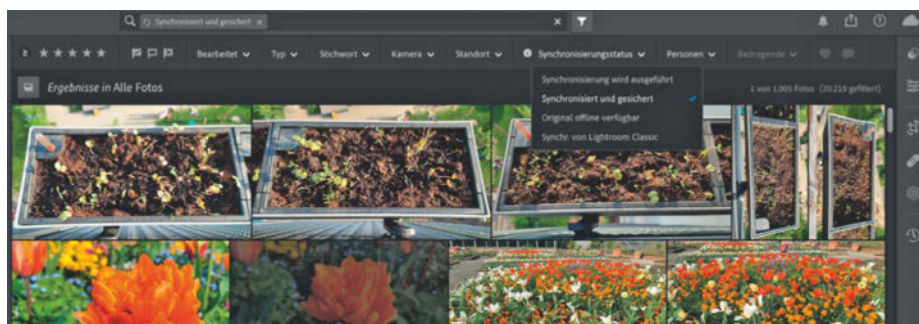 Synchronisiert und gesichert
Bearbeitet Typ Stichwort Kamera Standort Synchronisierungsstatus Personen Beitragende
Ergebnisse in Alle Fotos
1 von 1.005 Fotos (20.210 gefiltert)
Synchronisierung wird ausgeführt
Synchronisiert und gesichert
Original offline verfügbar
Synchr. von Lightroom Classic